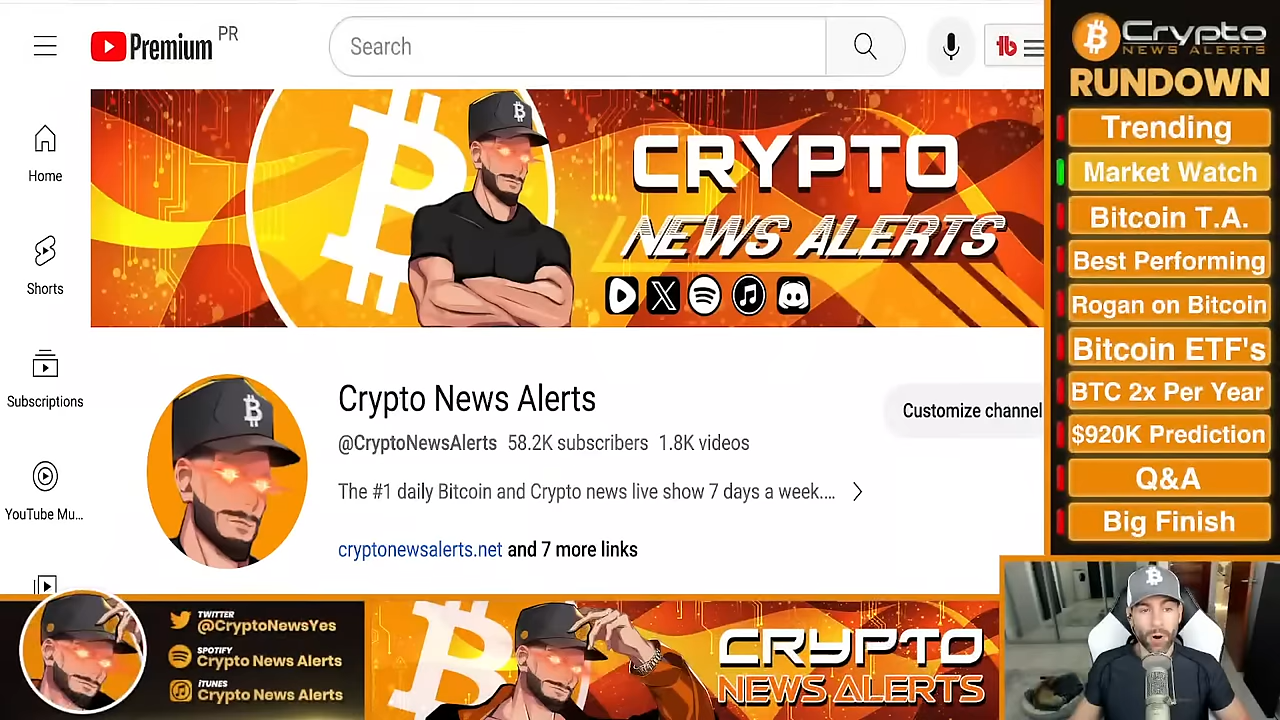 Premium PR
Search
Home
Shorts
Subscriptions
YouTube Mu...
CRYPTO
NEWS ALERTS
Crypto News Alerts
@CryptoNewsAlerts 58.2K subscribers 1.8K videos
The #1 daily Bitcoin and Crypto news live show 7 days a week....
cryptonewsalerts.net and 7 more links
Customize channel
Crypto
NEWS ALERTS
RUNDOWN
Trending
Market Watch
Bitcoin T.A.
Best Performing
Rogan on Bitcoin
Bitcoin ETF's
BTC 2x Per Year
$920K Prediction
Q&A
Big Finish
TWITTER
@CryptoNewsYes
SPOTIFY
Crypto News Alerts
iTUNES
Crypto News Alerts
CRYPTO
NEWS ALERTS